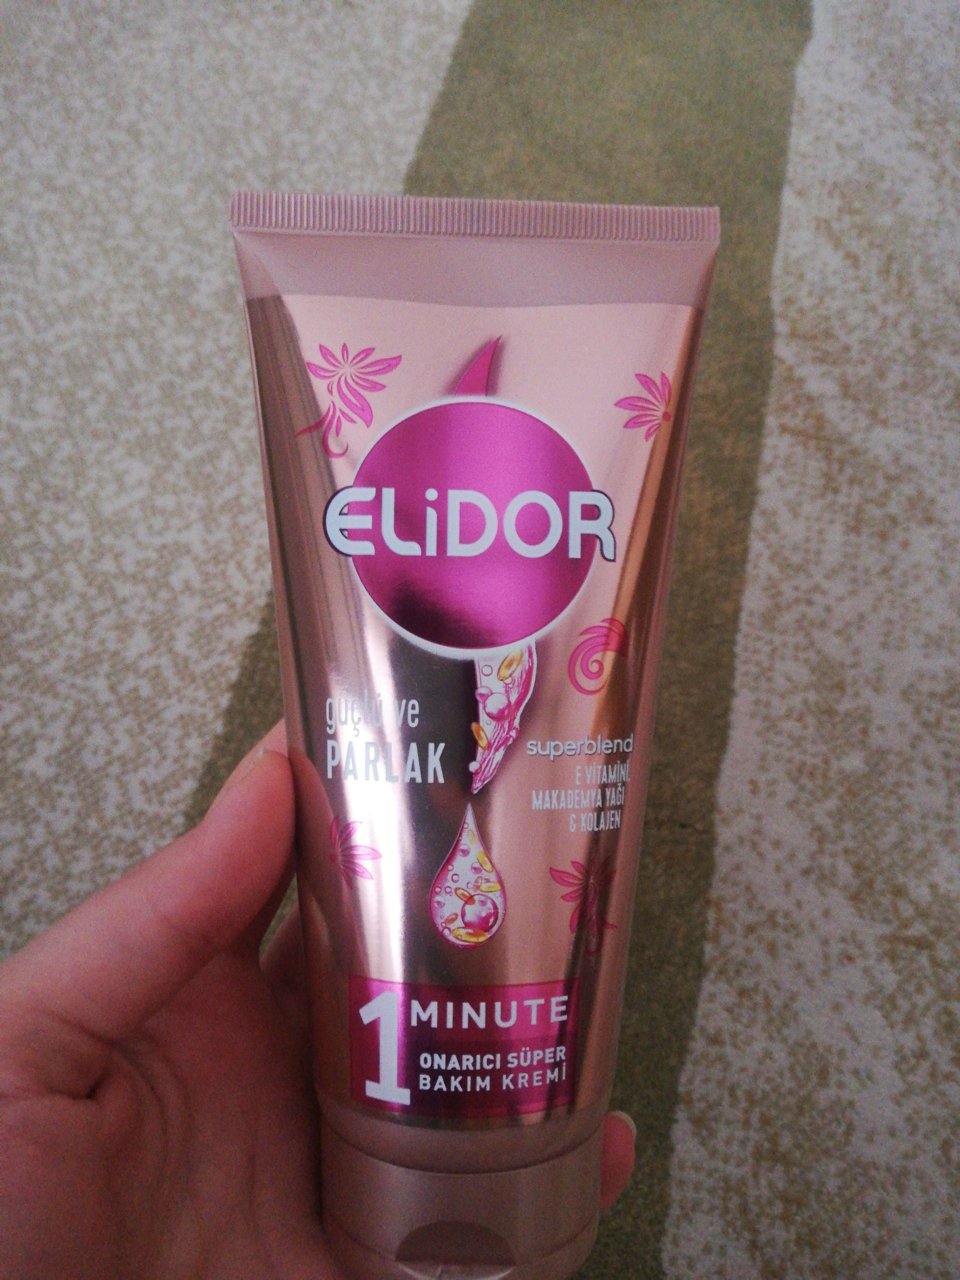 ELiDOR
güçlü ve
PARLAK
superblend
E VİTAMİNİ,
MAKADEMYA YAĞI
& KOLAJEN
1 MINUTE
ONARICI SÜPER
BAKIM KREMİ